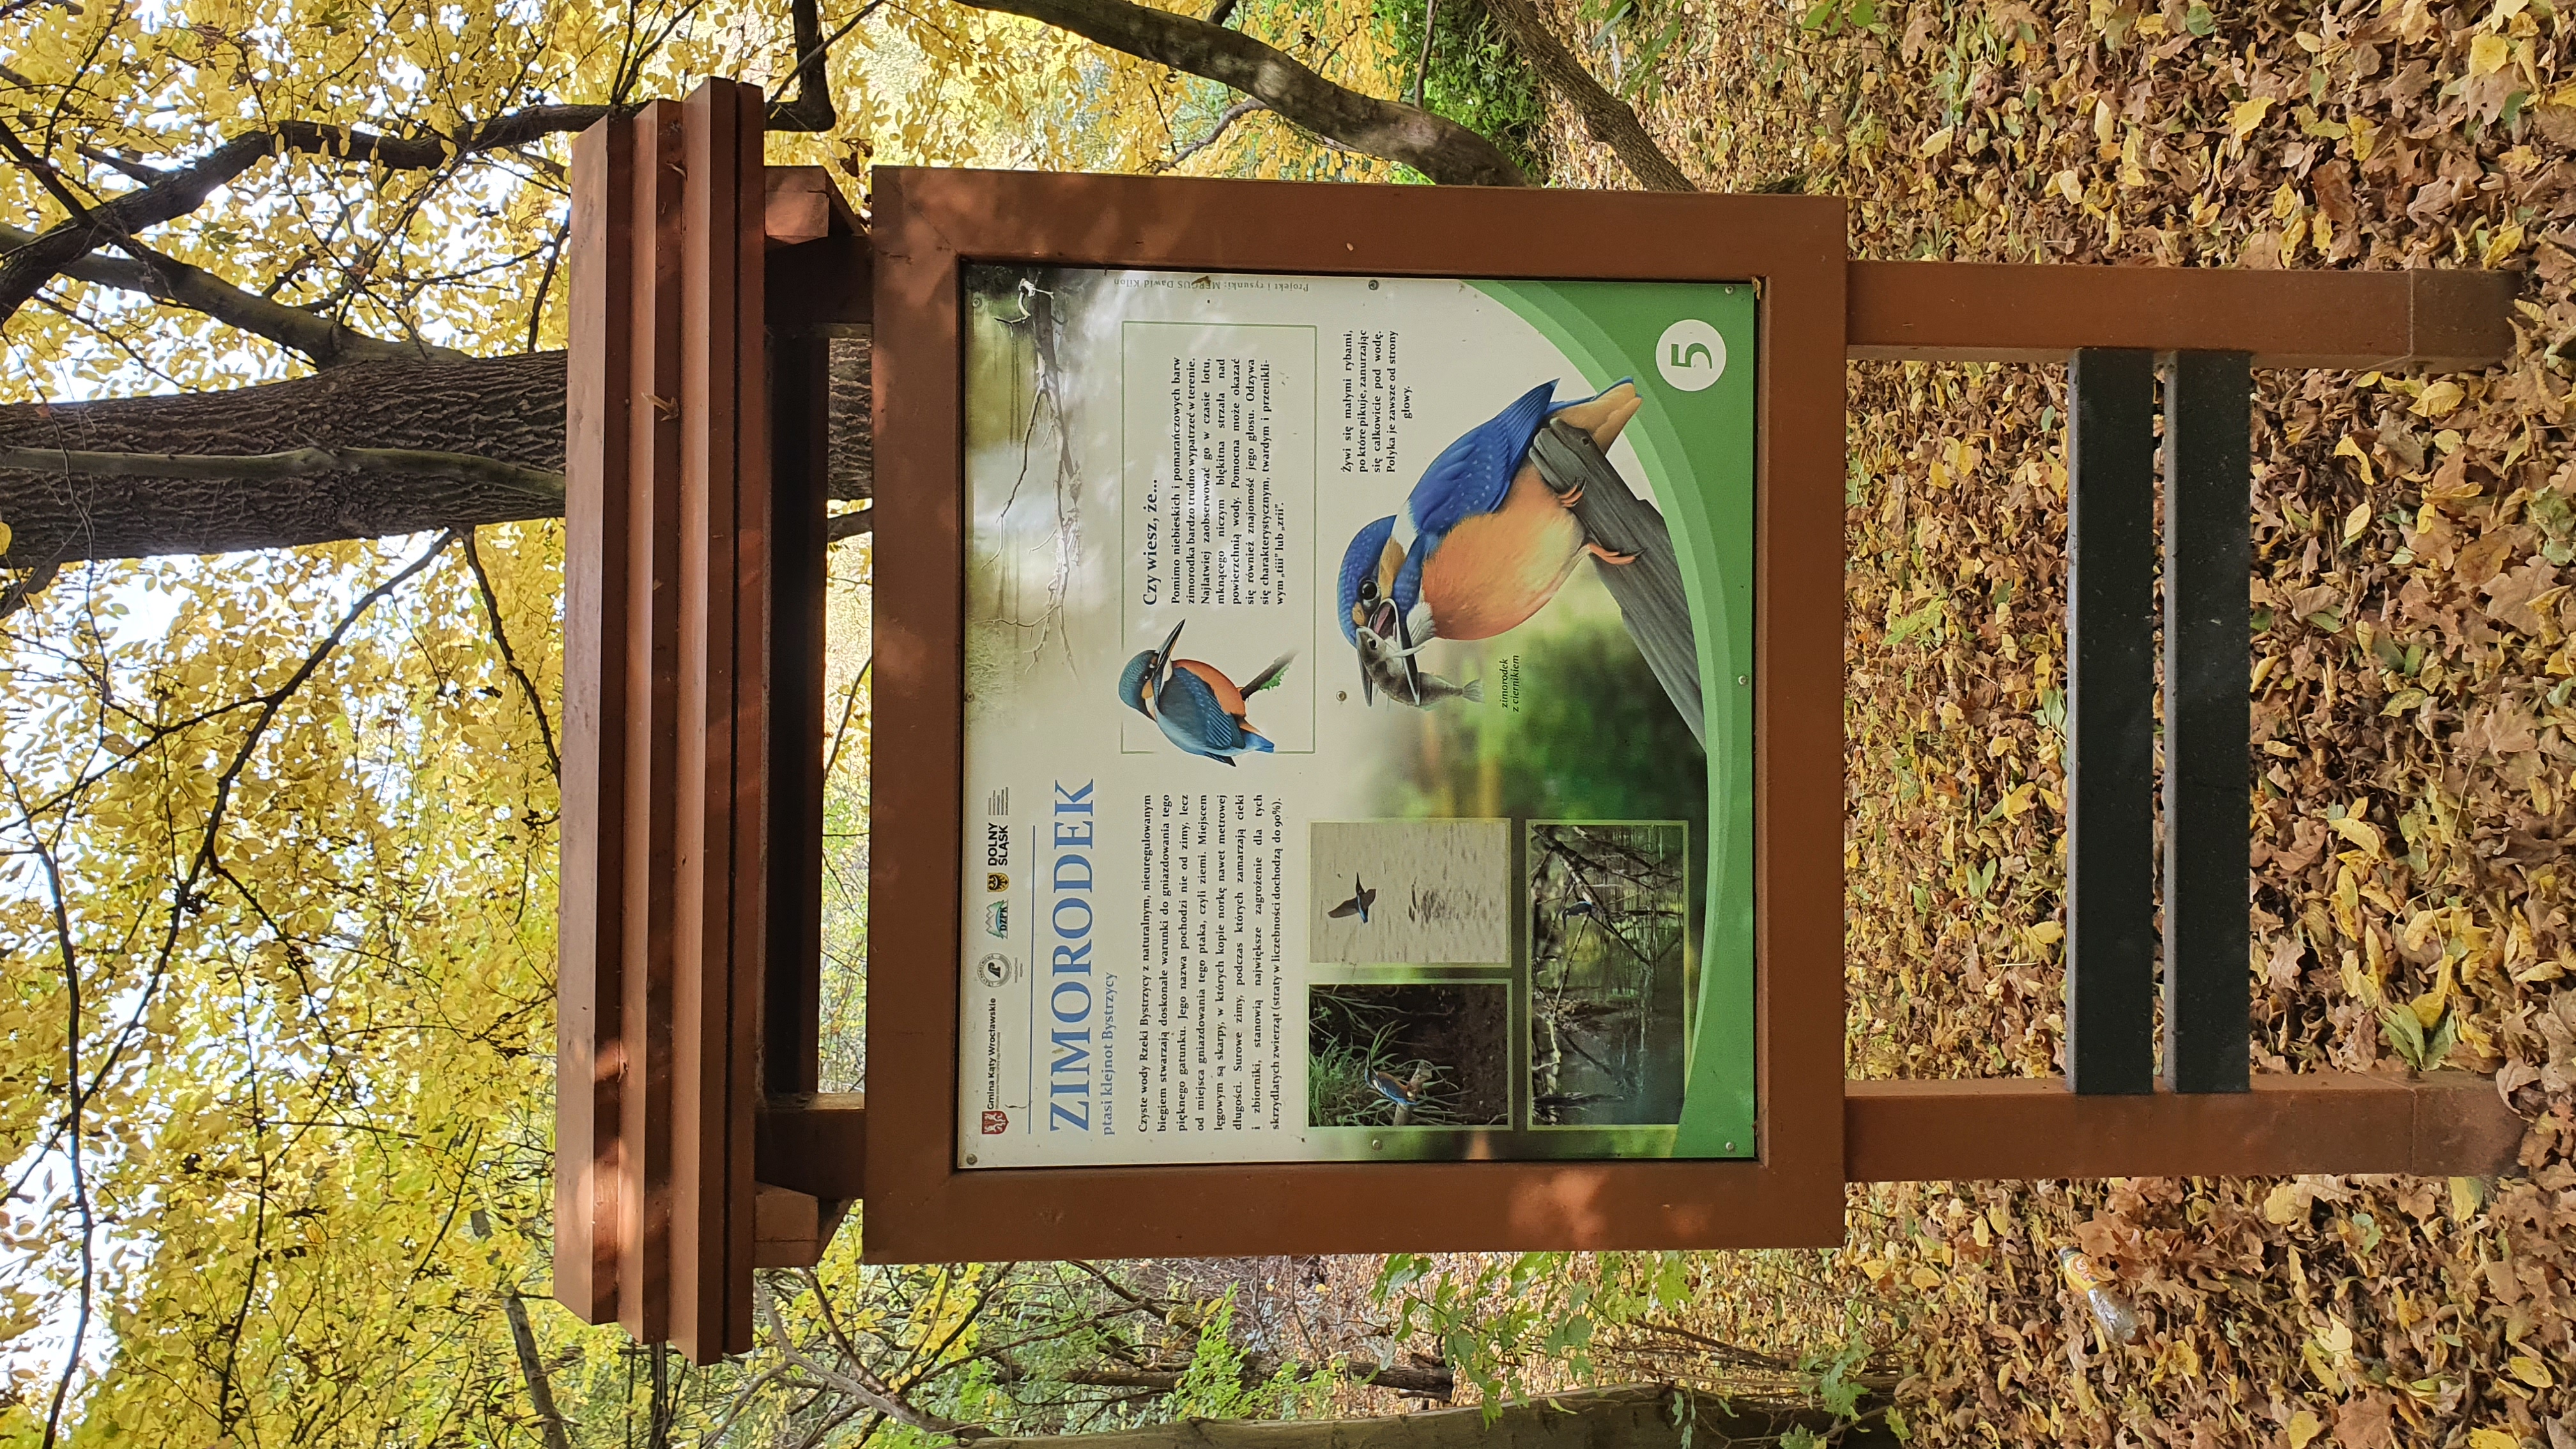 Gmina Kąty Wrocławskie
DZPK
DOLNY
ŚLĄSK
ZIMORODEK
ptasi klejnot Bystrzycy
Czyste wody Rzeki Bystrzycy z naturalnym, nieuregulowanym
biegiem stwarzają doskonałe warunki do gniazdowania tego
pięknego gatunku. Jego nazwa pochodzi nie od zimy, lecz
od miejsca gniazdowania tego ptaka, czyli ziemi. Miejscem
lęgowym są skarpy, w których kopie norkę nawet metrowej
długości. Surowe zimy, podczas których zamarzają cieki
i zbiorniki, stanowią największe zagrożenie dla tych
skrzydlatych zwierząt (straty w liczebności dochodzą do 90%).
Czy wiesz, że...
Pomimo niebieskich i pomarańczowych barw
zimorodka bardzo trudno wypatrzeć w terenie.
Najłatwiej zaobserwować go w czasie lotu,
mknącego niczym błękitna strzała nad
powierzchnią wody. Pomocna może okazać
się również znajomość jego głosu. Odzywa
się charakterystycznym, twardym i przenikli-
wym „tiii” lub „zrii”.
Żywi się małymi rybami,
po które pikuje, zanurzając
się całkowicie pod wodę.
Połyka je zawsze od strony
głowy.
zimorodek
z ciernikiem
Projekt i rysunki: Dawid Kilon
5